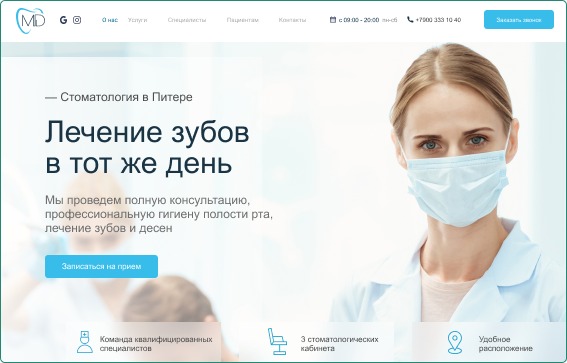 MD
G
О нас Услуги Специалисты Пациентам Контакты
с 09:00 - 20:00 пн-сб
+7900 333 10 40
Заказать звонок
— Стоматология в Питере
Лечение зубов
в тот же день
Мы проведем полную консультацию,
профессиональную гигиену полости рта,
лечение зубов и десен
Записаться на прием
Команда квалифицированных
специалистов
3 стоматологических
кабинета
Удобное
расположение